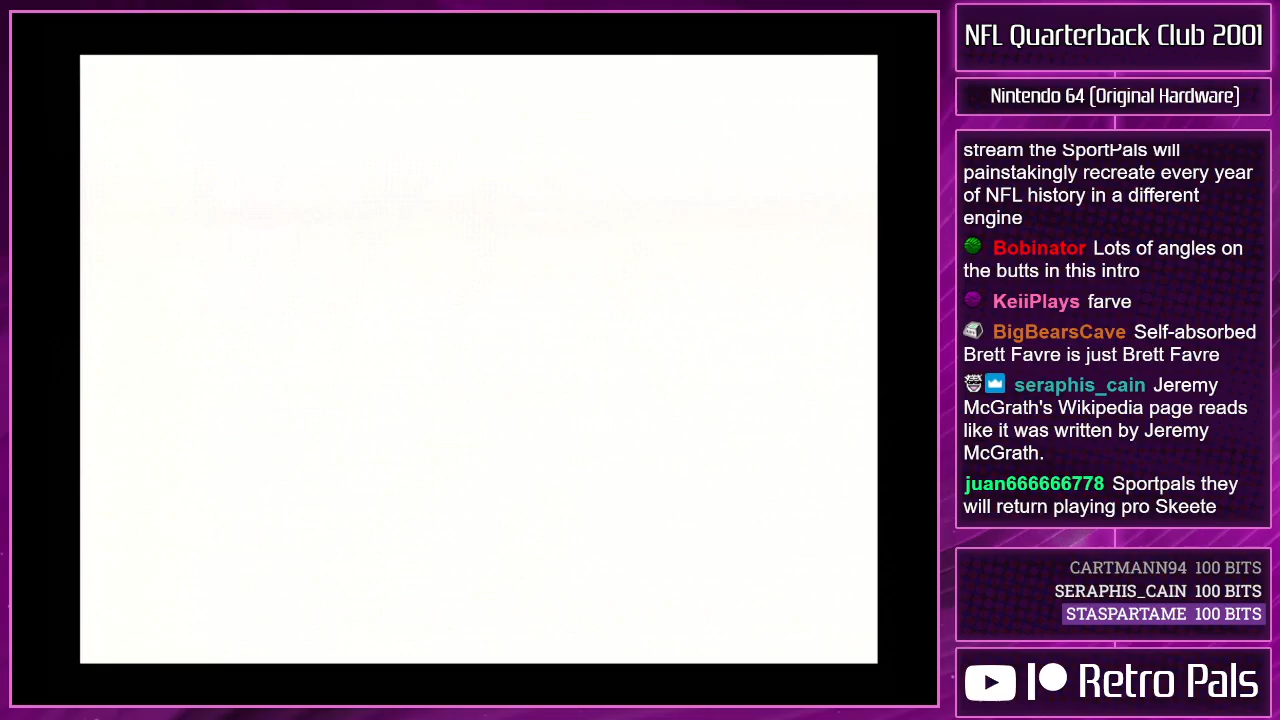 NFL Quarterback Club 2001
Nintendo 64 (Original Hardware)
stream the SportPals will
painstakingly recreate every year
of NFL history in a different
engine
Bobinator Lots of angles on
the butts in this intro
KeiiPlays farve
BigBearsCave Self-absorbed
Brett Favre is just Brett Favre
seraphis_cain Jeremy
McGrath's Wikipedia page reads
like it was written by Jeremy
McGrath.
juan666666778 Sportpals they
will return playing pro Skeete
CARTMANN94 100 BITS
SERAPHIS_CAIN 100 BITS
STASPARTAME 100 BITS
Retro Pals